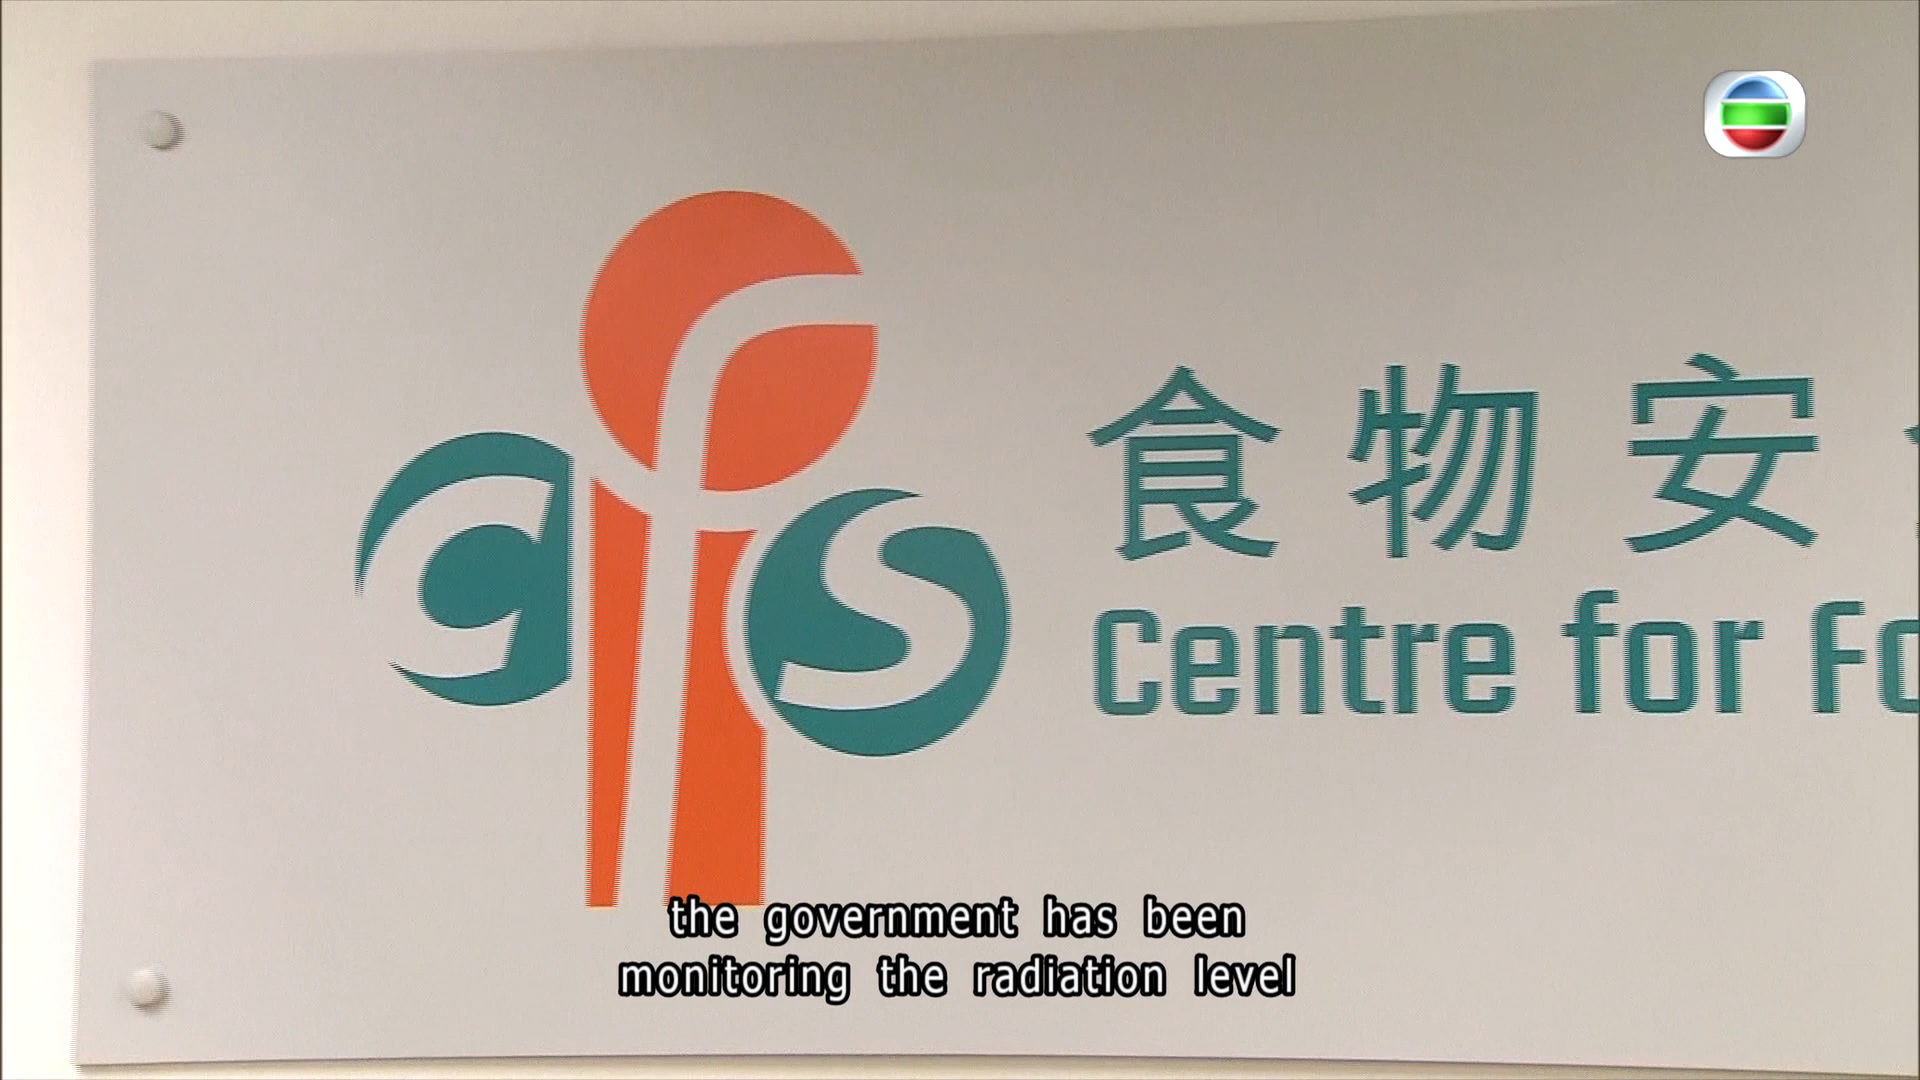 cfs
食物安
Centre for Fo
the government has been
monitoring the radiation level